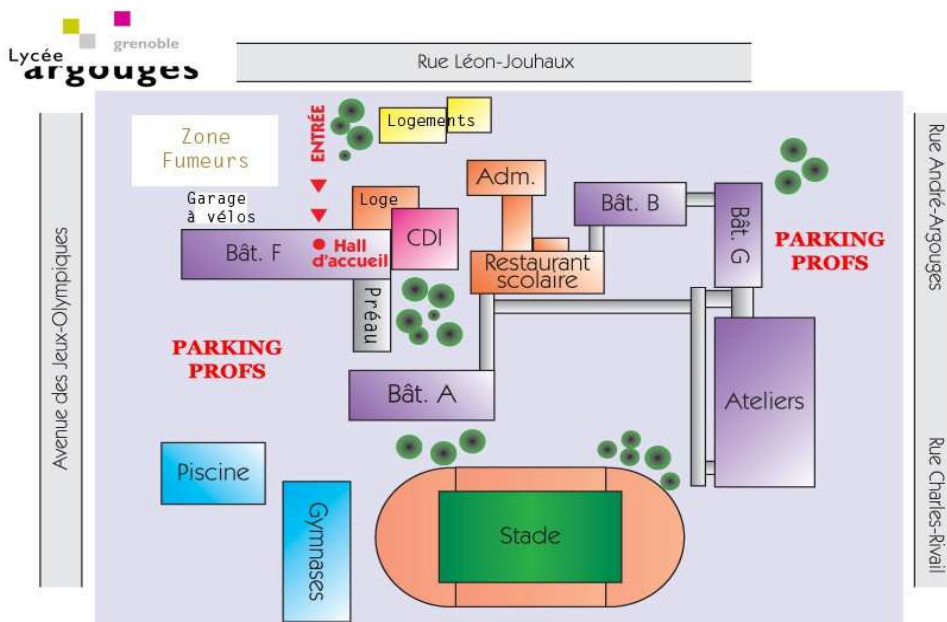 Lycée
grenoble
argouges
Rue Léon-Jouhaux
Avenue des Jeux-Olympiques
Rue André-Argouges
Rue Charles-Rivail
Zone
Fumeurs
ENTRÉE
Logements
Garage
à vélos
Loge
Adm.
Bât. B
Bât. G
PARKING
PROFS
Bât. F
Hall
d'accueil
CDI
Restaurant
scolaire
Préau
PARKING
PROFS
Bât. A
Ateliers
Piscine
Gymnases
Stade